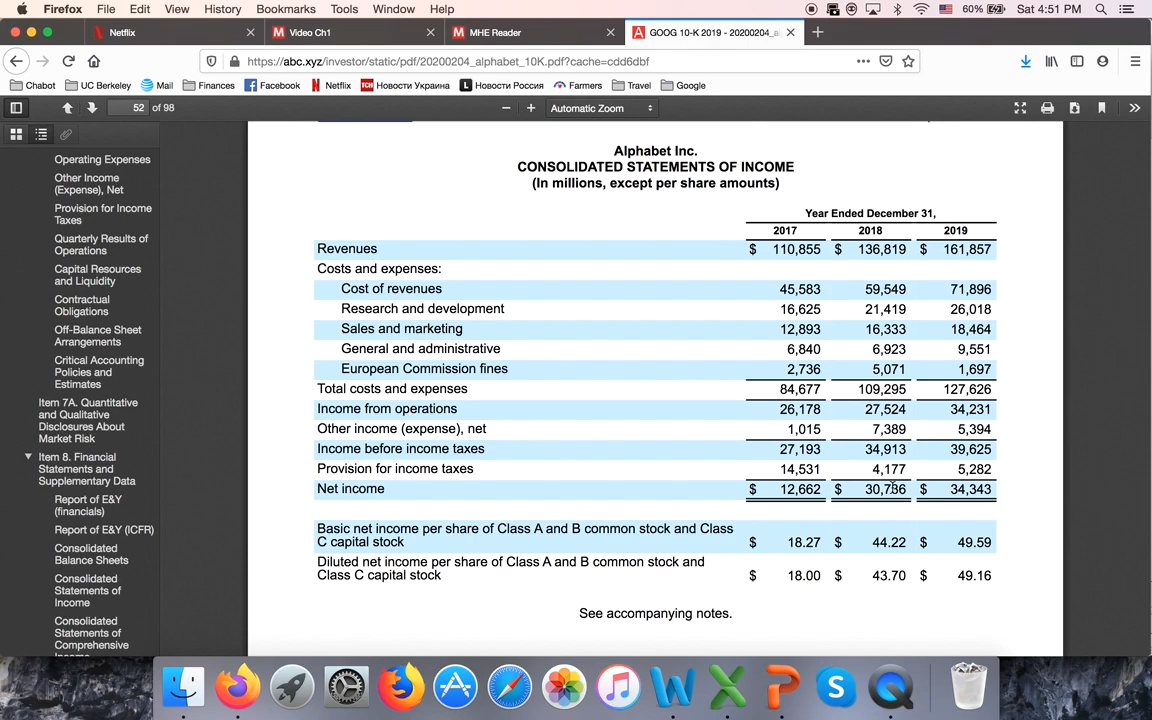 Firefox File Edit View History Bookmarks Tools Window Help 60% Sat 4:51 PM
Netflix Video Ch1 MHE Reader GOOG 10-K 2019 - 20200204_a
https://abc.xyz/investor/static/pdf/20200204_alphabet_10K.pdf?cache=cdd6dbf
Chabot UC Berkeley Mail Finances Facebook Netflix Новости Украина Новости Россия Farmers Travel Google
52 of 98 Automatic Zoom
Operating Expenses
Other Income
(Expense), Net
Provision for Income
Taxes
Quarterly Results of
Operations
Capital Resources
and Liquidity
Contractual
Obligations
Off-Balance Sheet
Arrangements
Critical Accounting
Policies and
Estimates
Item 7A. Quantitative
and Qualitative
Disclosures About
Market Risk
Item 8. Financial
Statements and
Supplementary Data
Report of E&Y
(financials)
Report of E&Y (ICFR)
Consolidated
Balance Sheets
Consolidated
Statements of
Income
Consolidated
Statements of
Comprehensive
Alphabet Inc.
CONSOLIDATED STATEMENTS OF INCOME
(In millions, except per share amounts)
Year Ended December 31,
2017 2018 2019
Revenues $ 110,855 $ 136,819 $ 161,857
Costs and expenses:
Cost of revenues 45,583 59,549 71,896
Research and development 16,625 21,419 26,018
Sales and marketing 12,893 16,333 18,464
General and administrative 6,840 6,923 9,551
European Commission fines 2,736 5,071 1,697
Total costs and expenses 84,677 109,295 127,626
Income from operations 26,178 27,524 34,231
Other income (expense), net 1,015 7,389 5,394
Income before income taxes 27,193 34,913 39,625
Provision for income taxes 14,531 4,177 5,282
Net income $ 12,662 $ 30,736 $ 34,343
Basic net income per share of Class A and B common stock and Class
C capital stock $ 18.27 $ 44.22 $ 49.59
Diluted net income per share of Class A and B common stock and
Class C capital stock $ 18.00 $ 43.70 $ 49.16
See accompanying notes.